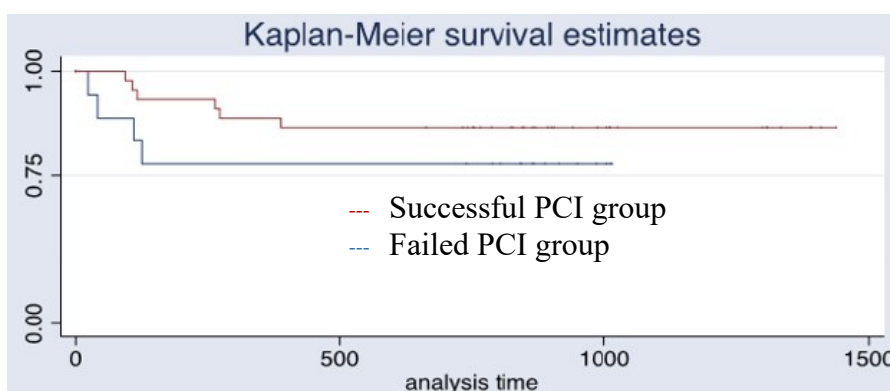 Kaplan-Meier survival estimates
1.00
0.75
0.00
--- Successful PCI group
--- Failed PCI group
0 500 1000 1500
analysis time